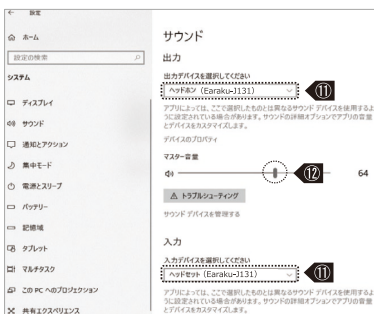 ← 設定
ホーム
設定の検索
システム
ディスプレイ
サウンド
通知とアクション
集中モード
電源とスリープ
バッテリー
記憶域
タブレット
マルチタスク
この PC へのプロジェクション
共有エクスペリエンス
サウンド
出力
出力デバイスを選択してください
ヘッドホン (Earaku-J131)
⑪
アプリによっては、ここで選択したものとは異なるサウンド デバイスを使用するよ
うに設定されている場合があります。サウンドの詳細オプションでアプリの音量
とデバイスをカスタマイズします。
デバイスのプロパティ
マスター音量
⑫
64
トラブルシューティング
サウンド デバイスを管理する
入力
入力デバイスを選択してください
ヘッドセット (Earaku-J131)
⑪
アプリによっては、ここで選択したものとは異なるサウンド デバイスを使用するよ
うに設定されている場合があります。サウンドの詳細オプションでアプリの音量
とデバイスをカスタマイズします。